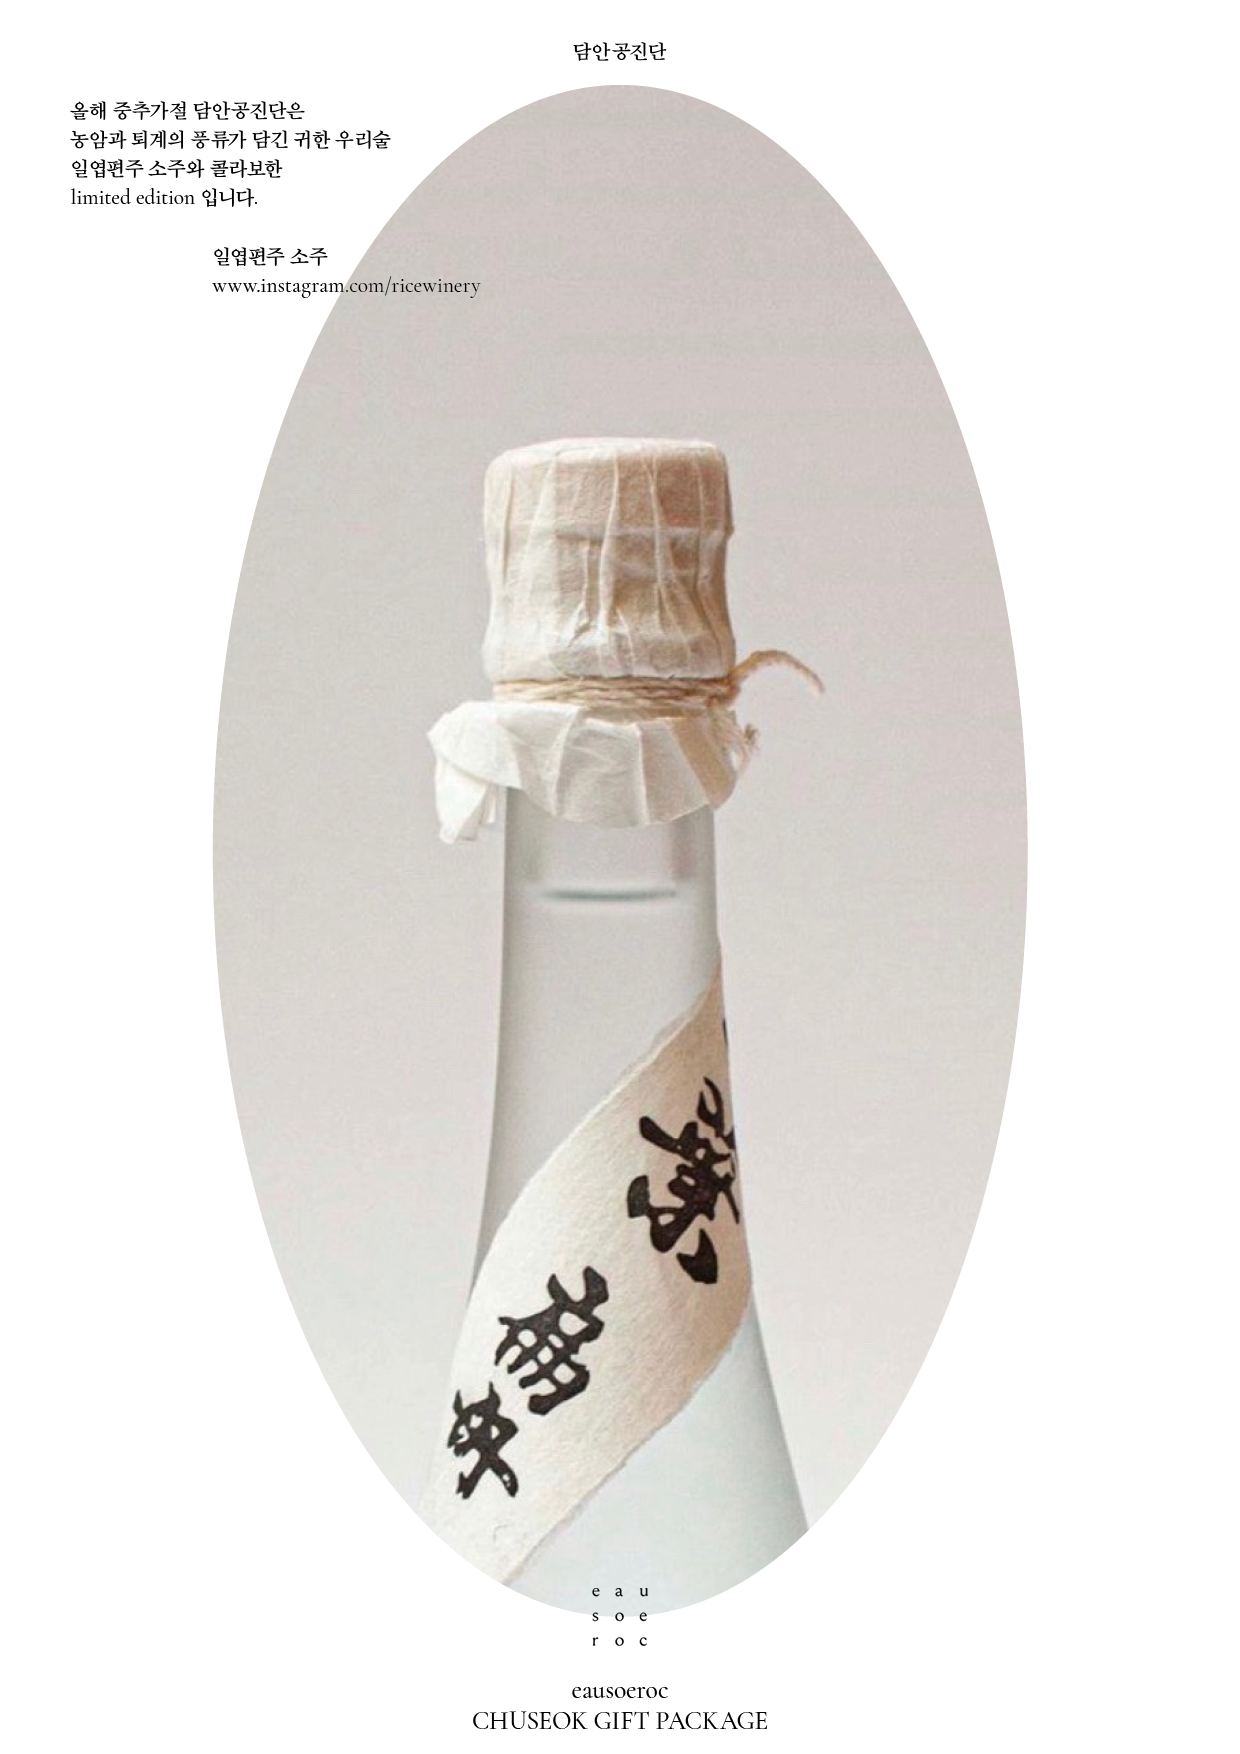 담안공진단
올해 중추가절 담안공진단은
농암과 퇴계의 풍류가 담긴 귀한 우리술
일엽편주 소주와 콜라보한
limited edition 입니다.
일엽편주 소주
www.instagram.com/ricewinery
e a u
s o e
r o c
eausoeroc
CHUSEOK GIFT PACKAGE